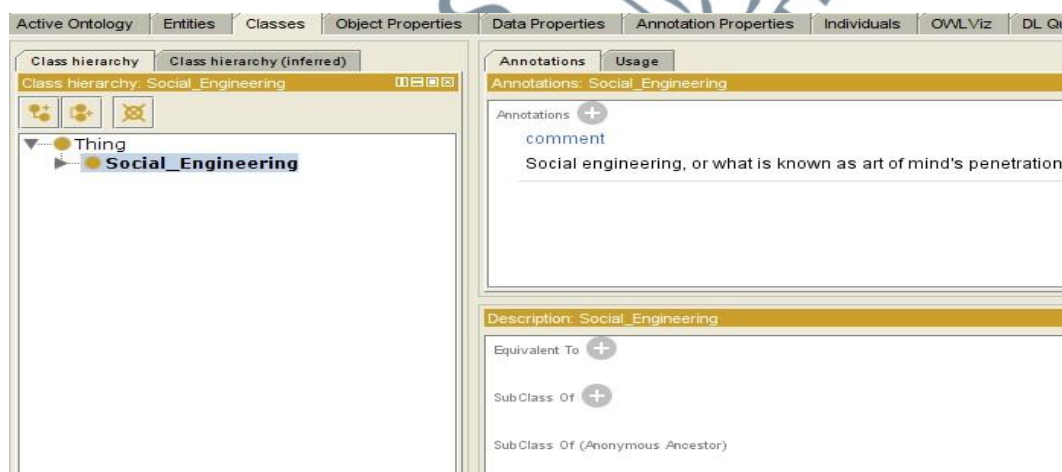 Active Ontology Entities Classes Object Properties Data Properties Annotation Properties Individuals OWLViz DL Qu
Class hierarchy Class hierarchy (inferred)
Class hierarchy: Social_Engineering
Thing
Social_Engineering
Annotations Usage
Annotations: Social_Engineering
Annotations
comment
Social engineering, or what is known as art of mind's penetration
Description: Social_Engineering
Equivalent To
SubClass Of
SubClass Of (Anonymous Ancestor)